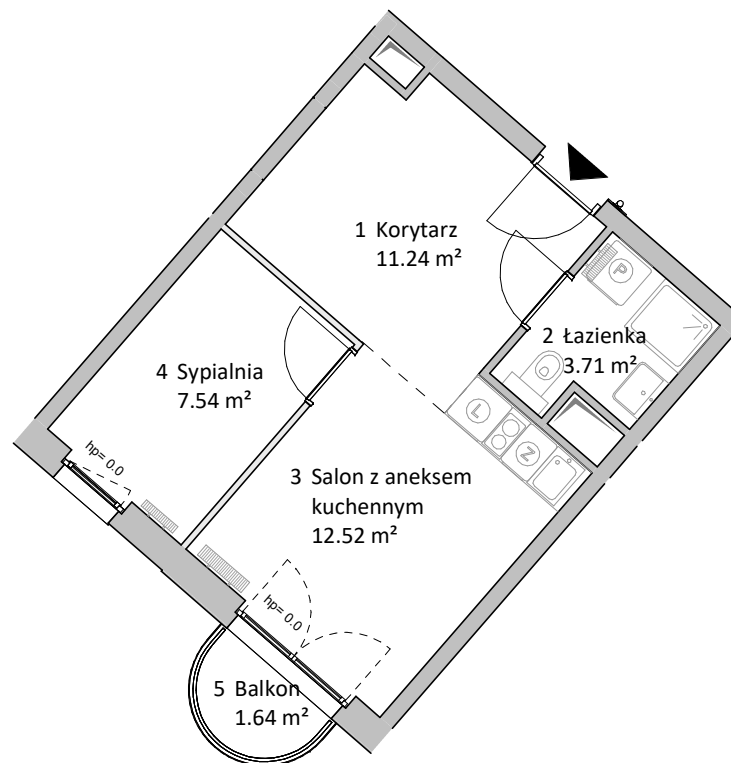 1 Korytarz
11.24 m²
P
2 Łazienka
3.71 m²
4 Sypialnia
7.54 m²
L
Z
hp= 0.0
3 Salon z aneksem
kuchennym
12.52 m²
hp= 0.0
5 Balkon
1.64 m²